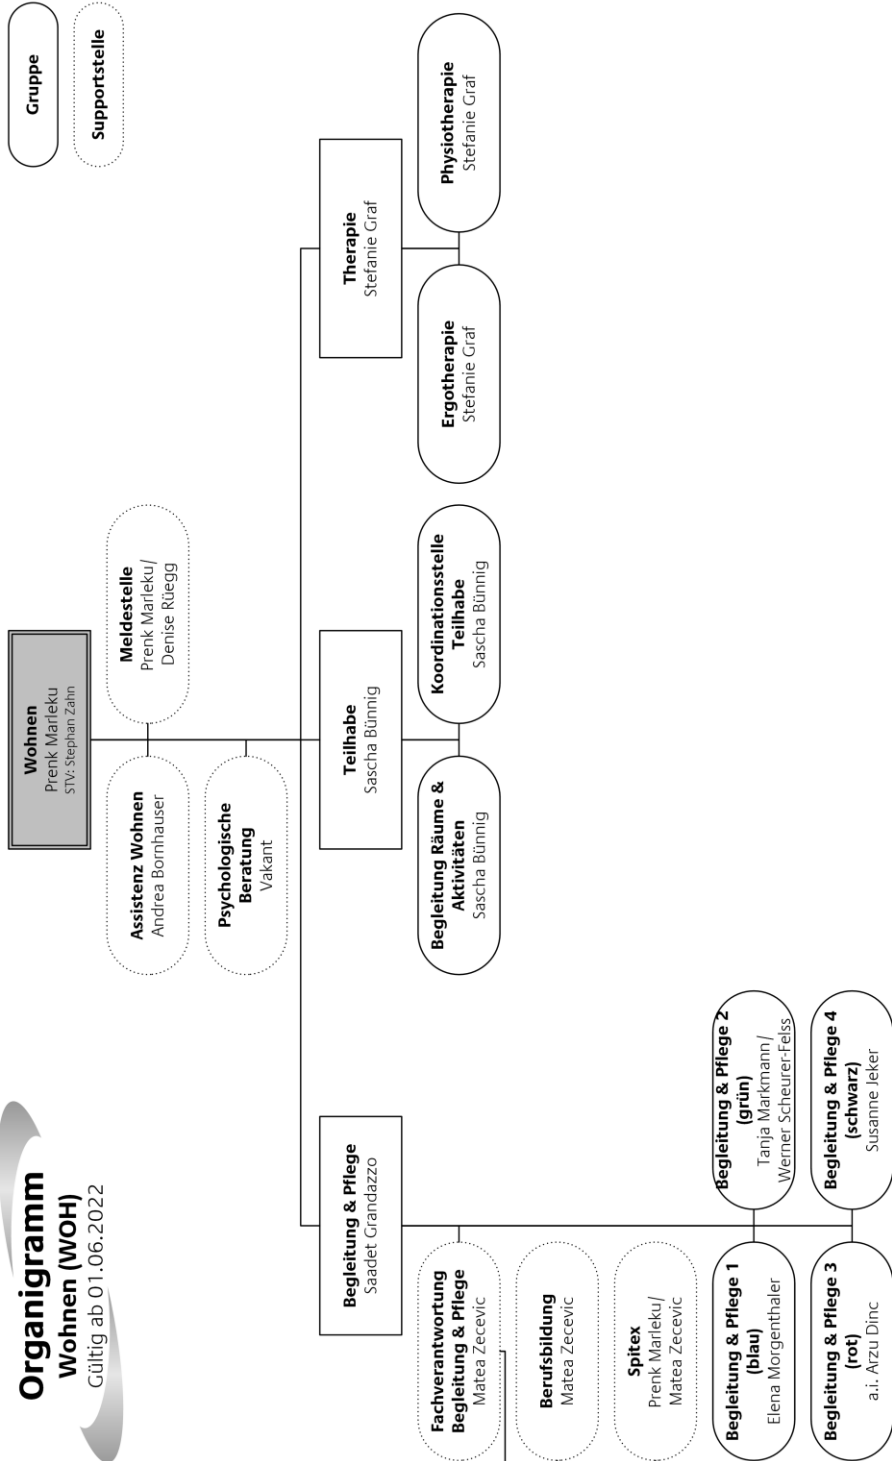 Organigramm
Wohnen (WOH)
Gültig ab 01.06.2022
Gruppe
Supportstelle
Wohnen
Prenk Marleku
STV: Stephan Zahn
Assistenz Wohnen
Andrea Bornhauser
Meldestelle
Prenk Marleku/
Denise Rüegg
Psychologische
Beratung
Vakant
Begleitung & Pflege
Saadet Grandazzo
Teilhabe
Sascha Bünnig
Therapie
Stefanie Graf
Fachverantwortung
Begleitung & Pflege
Matea Zecevic
Begleitung Räume &
Aktivitäten
Sascha Bünnig
Koordinationsstelle
Teilhabe
Sascha Bünnig
Ergotherapie
Stefanie Graf
Physiotherapie
Stefanie Graf
Berufsbildung
Matea Zecevic
Spitex
Prenk Marleku/
Matea Zecevic
Begleitung & Pflege 1
(blau)
Elena Morgenthaler
Begleitung & Pflege 2
(grün)
Tanja Markmann/
Werner Scheurer-Felss
Begleitung & Pflege 3
(rot)
a.i. Arzu Dinc
Begleitung & Pflege 4
(schwarz)
Susanne Jeker